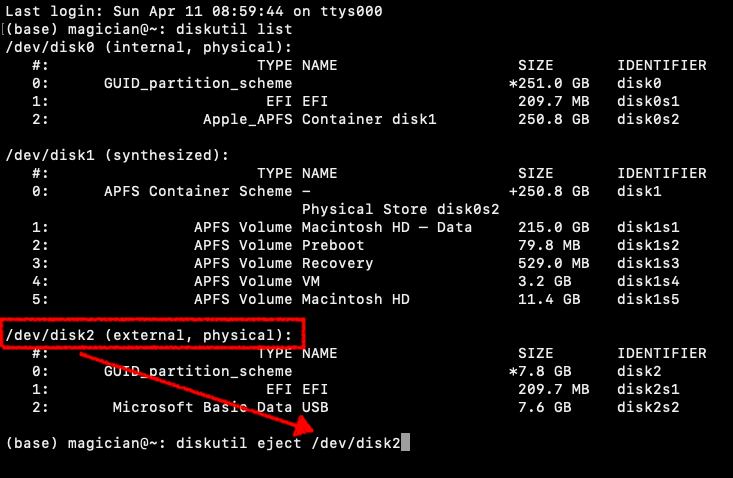 Last login: Sun Apr 11 08:59:44 on ttys000
(base) magician@~: diskutil list
/dev/disk0 (internal, physical):
#: TYPE NAME SIZE IDENTIFIER
0: GUID_partition_scheme *251.0 GB disk0
1: EFI EFI 209.7 MB disk0s1
2: Apple_APFS Container disk1 250.8 GB disk0s2
/dev/disk1 (synthesized):
#: TYPE NAME SIZE IDENTIFIER
0: APFS Container Scheme – +250.8 GB disk1
Physical Store disk0s2
1: APFS Volume Macintosh HD — Data 215.0 GB disk1s1
2: APFS Volume Preboot 79.8 MB disk1s2
3: APFS Volume Recovery 529.0 MB disk1s3
4: APFS Volume VM 3.2 GB disk1s4
5: APFS Volume Macintosh HD 11.4 GB disk1s5
/dev/disk2 (external, physical):
#: TYPE NAME SIZE IDENTIFIER
0: GUID_partition_scheme *7.8 GB disk2
1: EFI EFI 209.7 MB disk2s1
2: Microsoft Basic Data USB 7.6 GB disk2s2
(base) magician@~: diskutil eject /dev/disk2